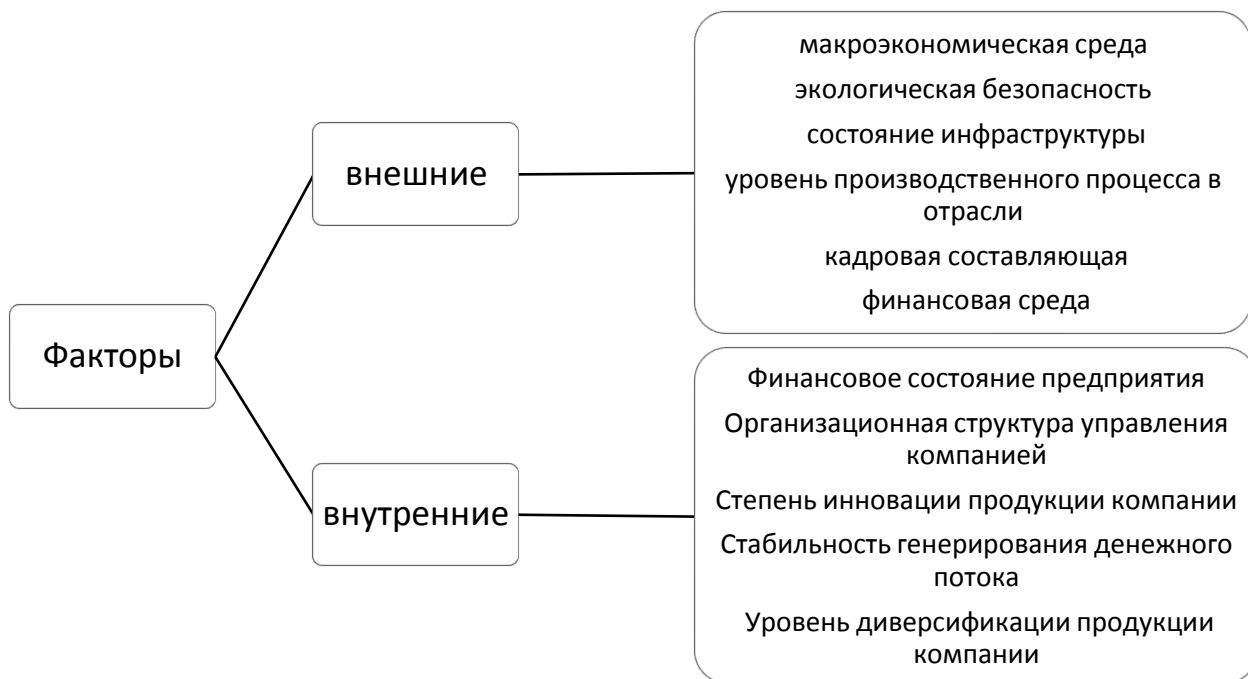 Факторы
внешние
макроэкономическая среда
экологическая безопасность
состояние инфраструктуры
уровень производственного процесса в
отрасли
кадровая составляющая
финансовая среда
внутренние
Финансовое состояние предприятия
Организационная структура управления
компанией
Степень инновации продукции компании
Стабильность генерирования денежного
потока
Уровень диверсификации продукции
компании